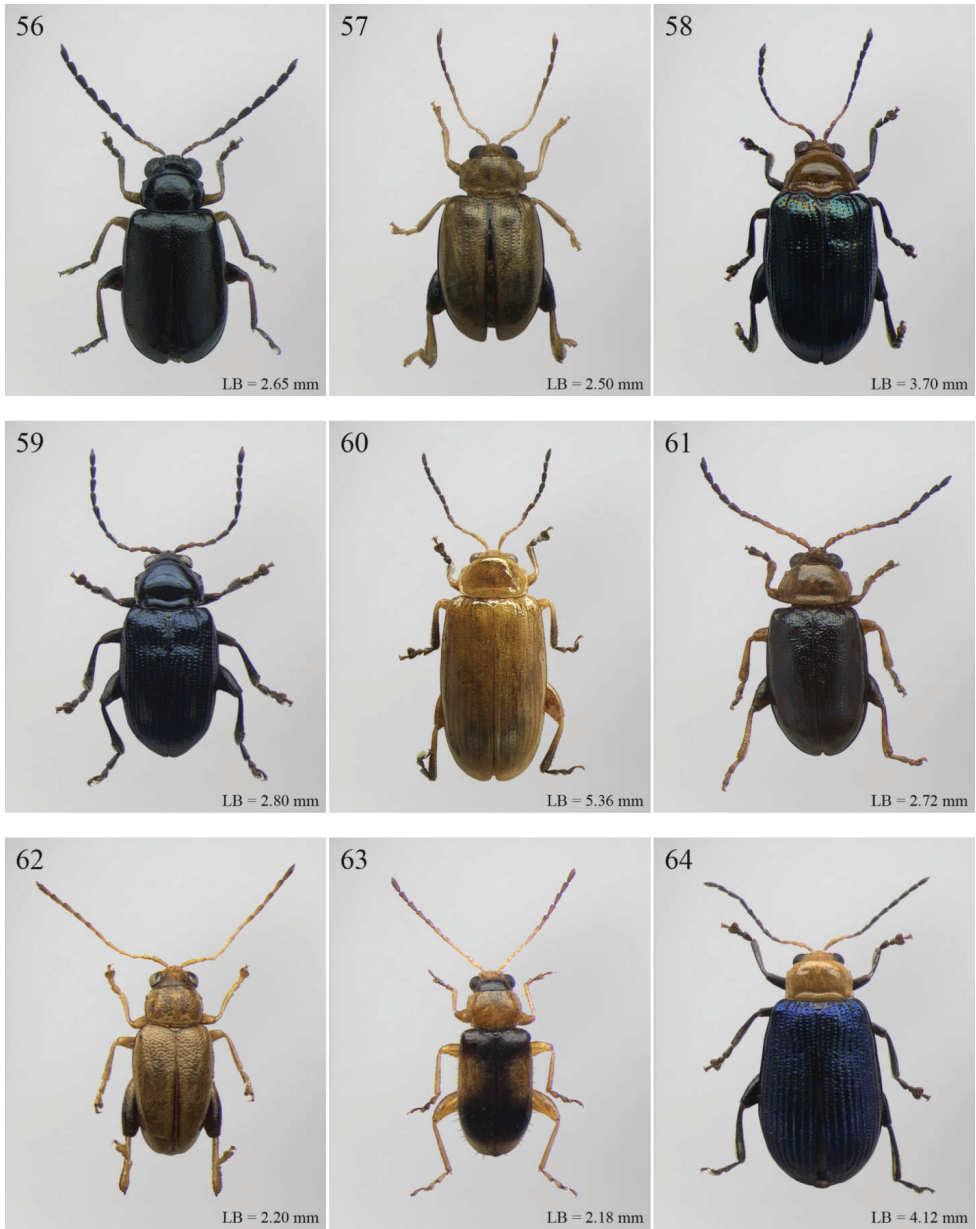 56
LB = 2.65 mm
57
LB = 2.50 mm
58
LB = 3.70 mm
59
LB = 2.80 mm
60
LB = 5.36 mm
61
LB = 2.72 mm
62
LB = 2.20 mm
63
LB = 2.18 mm
64
LB = 4.12 mm